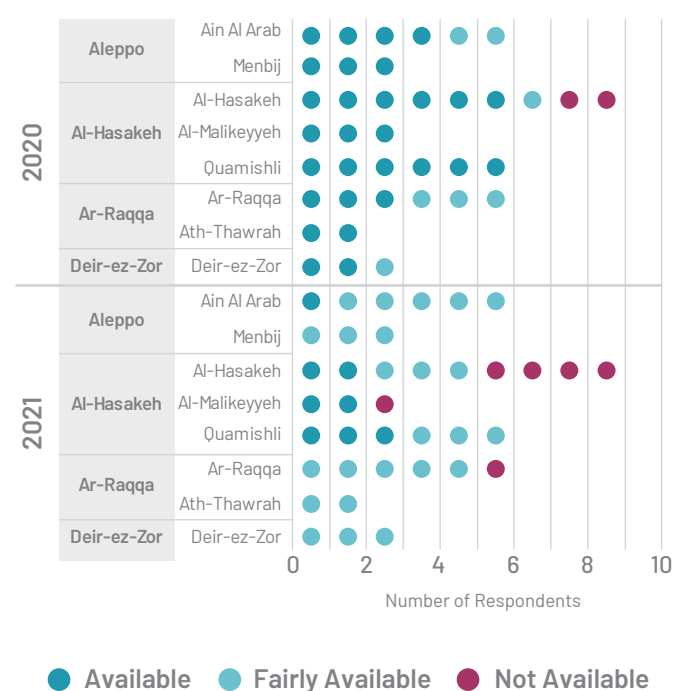 2020
Aleppo
Ain Al Arab
Menbij
Al-Hasakeh
Al-Hasakeh
Al-Malikeyyeh
Quamishli
Ar-Raqqa
Ar-Raqqa
Ath-Thawrah
Deir-ez-Zor
Deir-ez-Zor
2021
Aleppo
Ain Al Arab
Menbij
Al-Hasakeh
Al-Hasakeh
Al-Malikeyyeh
Quamishli
Ar-Raqqa
Ar-Raqqa
Ath-Thawrah
Deir-ez-Zor
Deir-ez-Zor
0 2 4 6 8 10
Number of Respondents
Available Fairly Available Not Available